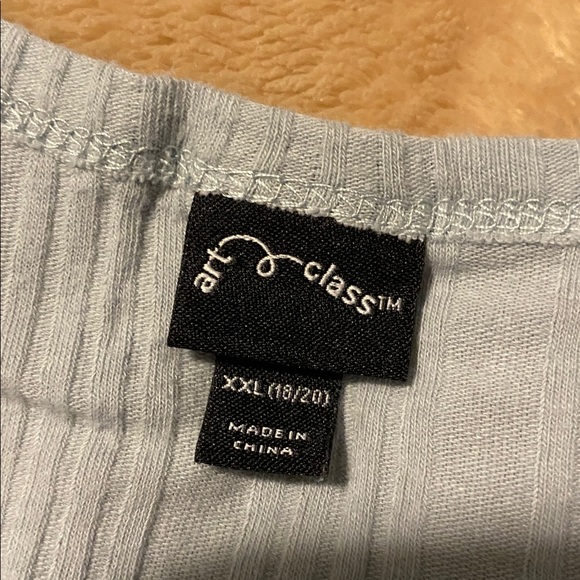 art class™
XXL (18/20)
MADE IN
CHINA